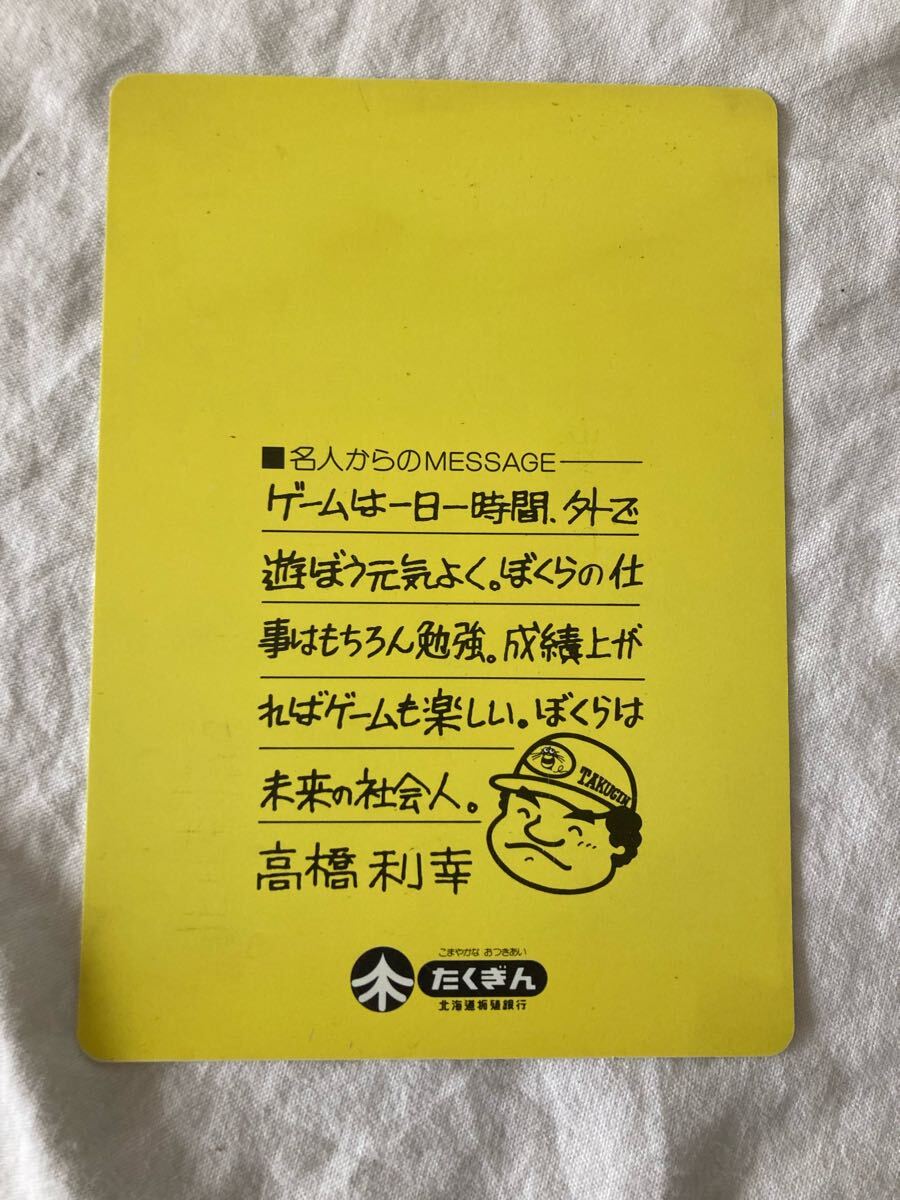 ■名人からのMESSAGE
ゲームは一日一時間、外で
遊ぼう元気よく。ぼくらの仕
事はもちろん勉強。成績上が
ればゲームも楽しい。ぼくらは
未来の社会人。
TAKUGIN
高橋利幸
こまやかな おつきあい
たくぎん
北海道拓殖銀行